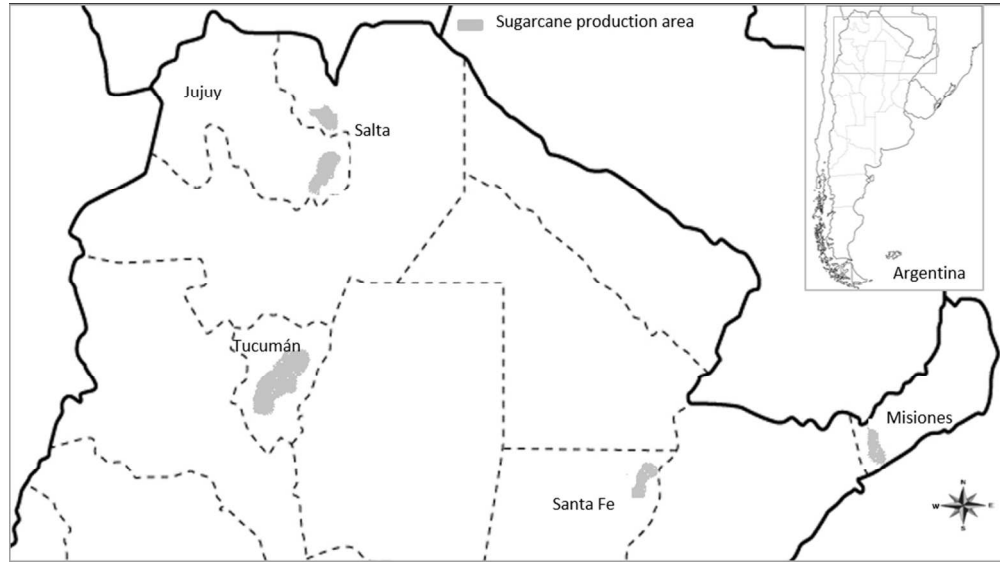 Sugarcane production area
Jujuy
Salta
Argentina
Tucumán
Misiones
Santa Fe
N
W E
S